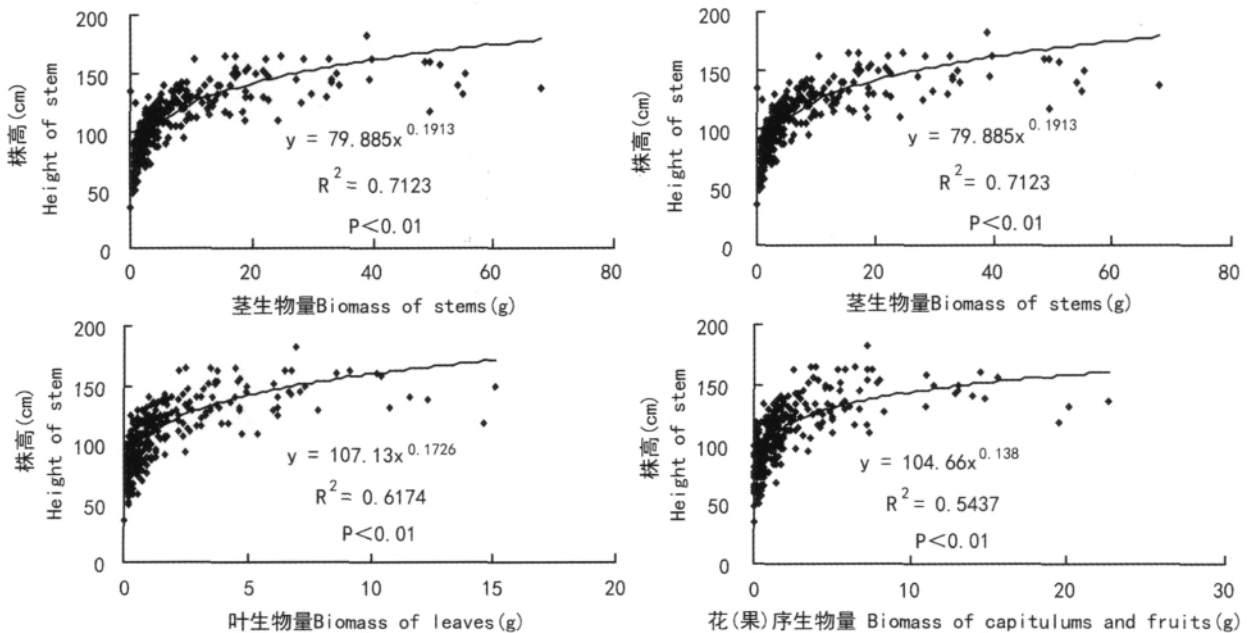 200
150
100
50
0
株高(cm)
Height of stem
y = 79.885x^0.1913
R^2 = 0.7123
P<0.01
0 20 40 60 80
茎生物量Biomass of stems(g)
200
150
100
50
0
株高(cm)
Height of stem
y = 79.885x^0.1913
R^2 = 0.7123
P<0.01
0 20 40 60 80
茎生物量Biomass of stems(g)
200
150
100
50
0
株高(cm)
Height of stem
y = 107.13x^0.1726
R^2 = 0.6174
P<0.01
0 5 10 15 20
叶生物量Biomass of leaves(g)
200
150
100
50
0
株高(cm)
Height of stem
y = 104.66x^0.138
R^2 = 0.5437
P<0.01
0 10 20 30
花(果)序生物量 Biomass of capitulums and fruits(g)